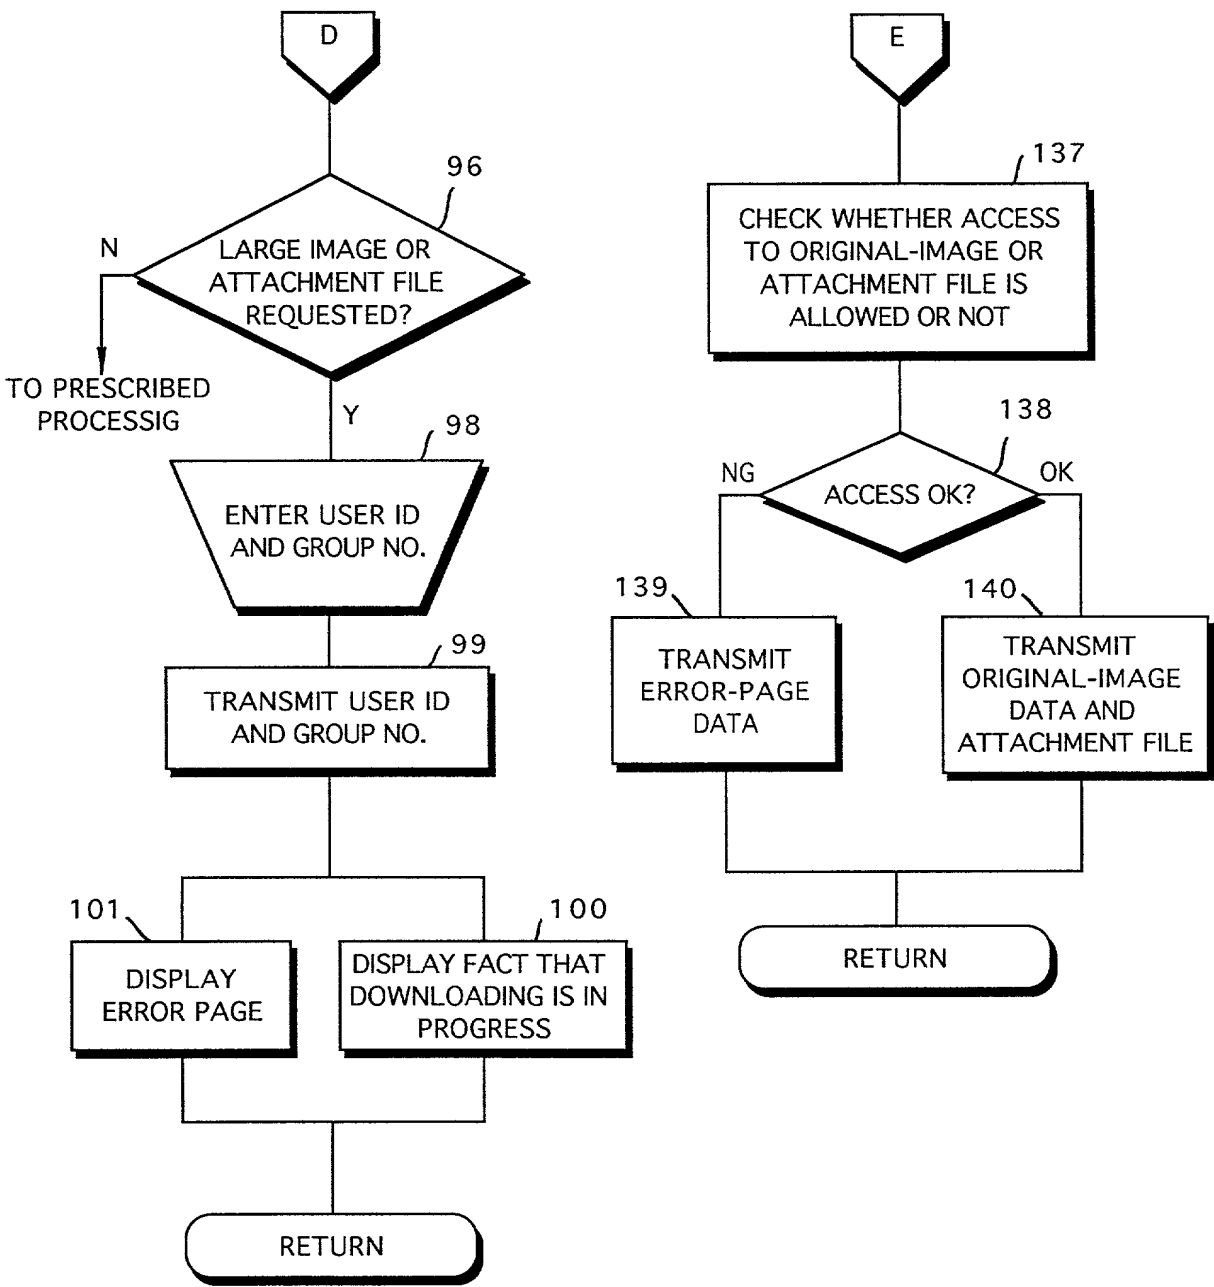 D
96
N
LARGE IMAGE OR
ATTACHMENT FILE
REQUESTED?
TO PRESCRIBED
PROCESSIG
Y
98
ENTER USER ID
AND GROUP NO.
99
TRANSMIT USER ID
AND GROUP NO.
101
DISPLAY
ERROR PAGE
100
DISPLAY FACT THAT
DOWNLOADING IS IN
PROGRESS
RETURN
E
137
CHECK WHETHER ACCESS
TO ORIGINAL-IMAGE OR
ATTACHMENT FILE IS
ALLOWED OR NOT
138
NG
OK
ACCESS OK?
139
TRANSMIT
ERROR-PAGE
DATA
140
TRANSMIT
ORIGINAL-IMAGE
DATA AND
ATTACHMENT FILE
RETURN